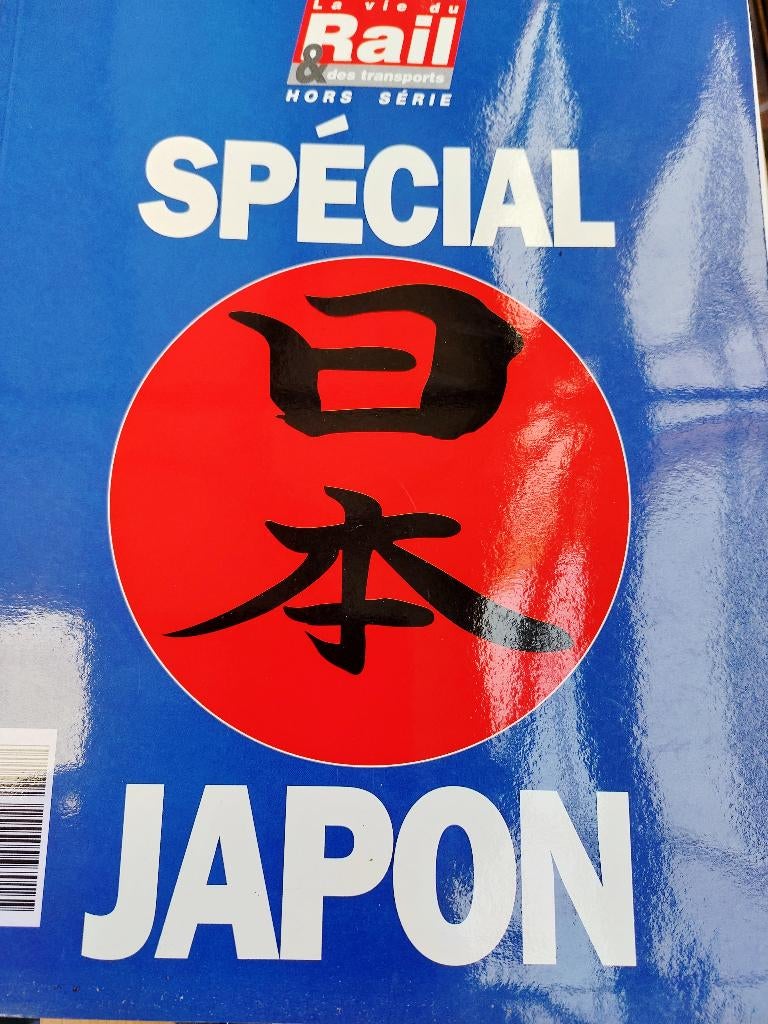 La vie du
Rail
& des transports
HORS SÉRIE
SPÉCIAL
日
本
JAPON